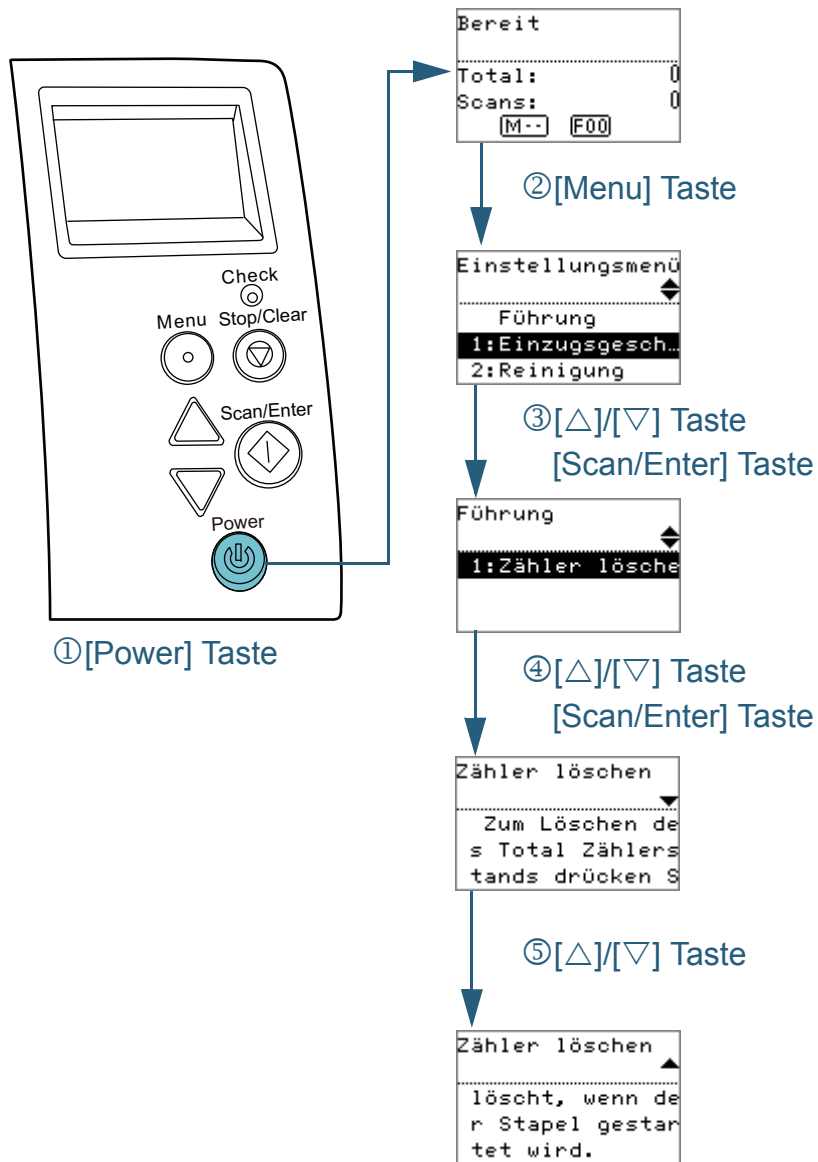 Check
Menu Stop/Clear
Scan/Enter
Power
①[Power] Taste
Bereit
Total: 0
Scans: 0
M-- F00
②[Menu] Taste
Einstellungsmenü
Führung
1:Einzugsgesch…
2:Reinigung
③[△]/[▽] Taste
[Scan/Enter] Taste
Führung
1:Zähler lösche
④[△]/[▽] Taste
[Scan/Enter] Taste
Zähler löschen
Zum Löschen de
s Total Zählers
tands drücken S
⑤[△]/[▽] Taste
Zähler löschen
löscht, wenn de
r Stapel gestar
tet wird.